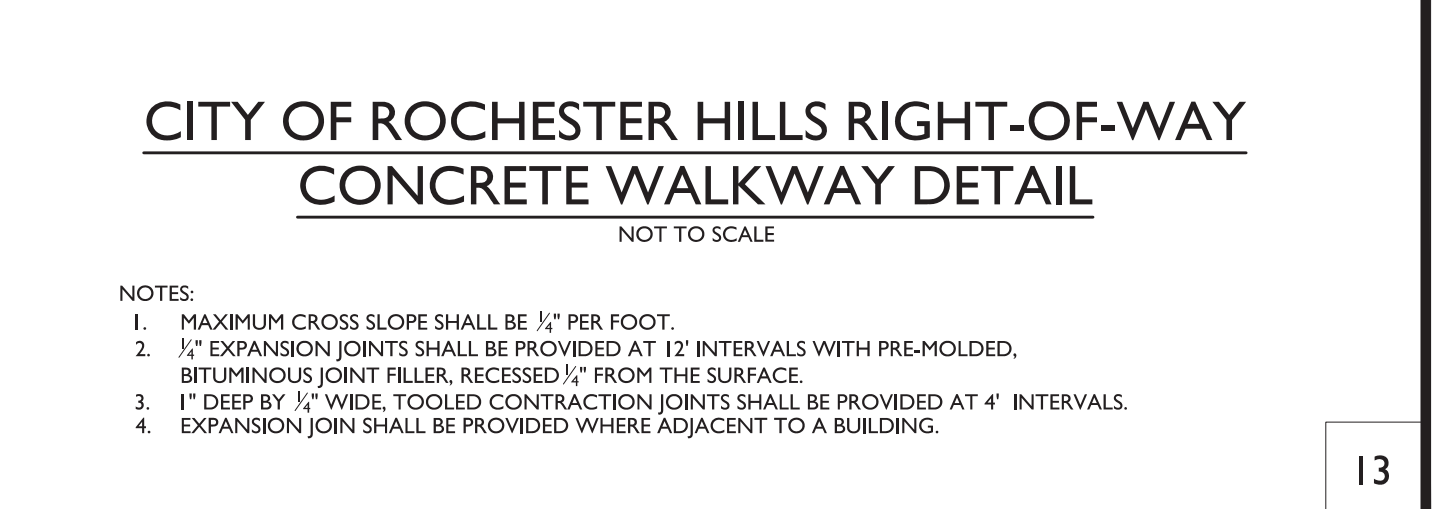 CITY OF ROCHESTER HILLS RIGHT-OF-WAY
CONCRETE WALKWAY DETAIL
NOT TO SCALE
NOTES:
1. MAXIMUM CROSS SLOPE SHALL BE ¼" PER FOOT.
2. ¼" EXPANSION JOINTS SHALL BE PROVIDED AT 12' INTERVALS WITH PRE-MOLDED,
BITUMINOUS JOINT FILLER, RECESSED ¼" FROM THE SURFACE.
3. 1" DEEP BY ¼" WIDE, TOOLED CONTRACTION JOINTS SHALL BE PROVIDED AT 4' INTERVALS.
4. EXPANSION JOIN SHALL BE PROVIDED WHERE ADJACENT TO A BUILDING.
13